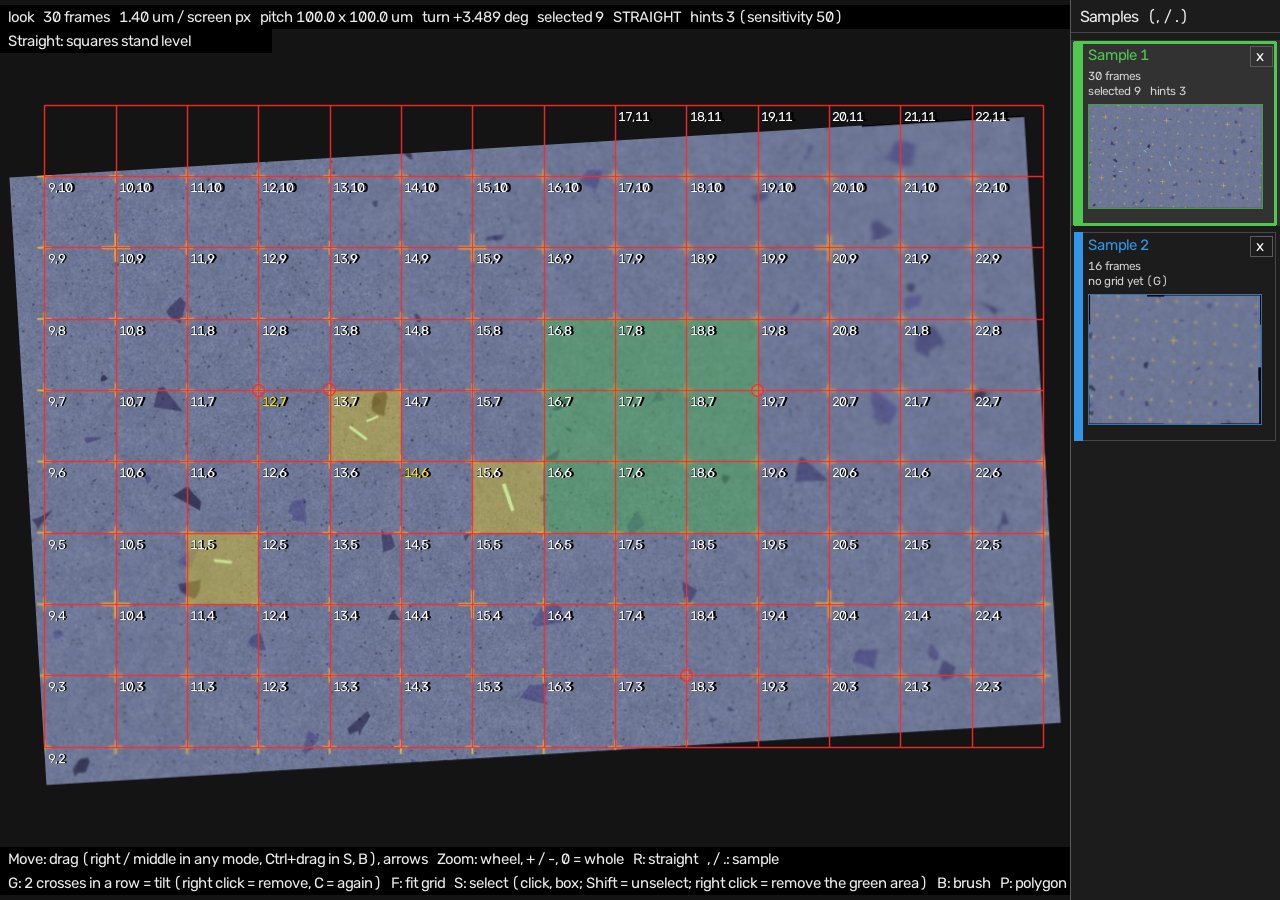 look 30 frames 1.40 um / screen px pitch 100.0 x 100.0 um turn +3.489 deg selected 9 STRAIGHT hints 3 (sensitivity 50)
Straight: squares stand level
17,11 18,11 19,11 20,11 21,11 22,11
9,10 10,10 11,10 12,10 13,10 14,10 15,10 16,10 17,10 18,10 19,10 20,10 21,10 22,10
9,9 10,9 11,9 12,9 13,9 14,9 15,9 16,9 17,9 18,9 19,9 20,9 21,9 22,9
9,8 10,8 11,8 12,8 13,8 14,8 15,8 16,8 17,8 18,8 19,8 20,8 21,8 22,8
9,7 10,7 11,7 12,7 13,7 14,7 15,7 16,7 17,7 18,7 19,7 20,7 21,7 22,7
9,6 10,6 11,6 12,6 13,6 14,6 15,6 16,6 17,6 18,6 19,6 20,6 21,6 22,6
9,5 10,5 11,5 12,5 13,5 14,5 15,5 16,5 17,5 18,5 19,5 20,5 21,5 22,5
9,4 10,4 11,4 12,4 13,4 14,4 15,4 16,4 17,4 18,4 19,4 20,4 21,4 22,4
9,3 10,3 11,3 12,3 13,3 14,3 15,3 16,3 17,3 18,3 19,3 20,3 21,3 22,3
9,2
Move: drag (right / middle in any mode, Ctrl+drag in S, B), arrows Zoom: wheel, + / -, 0 = whole R: straight , / .: sample
G: 2 crosses in a row = tilt (right click = remove, C = again) F: fit grid S: select (click, box; Shift = unselect; right click = remove the green area) B: brush P: polygon
Samples (, / .)
Sample 1 x
30 frames
selected 9 hints 3
Sample 2 x
16 frames
no grid yet (G)